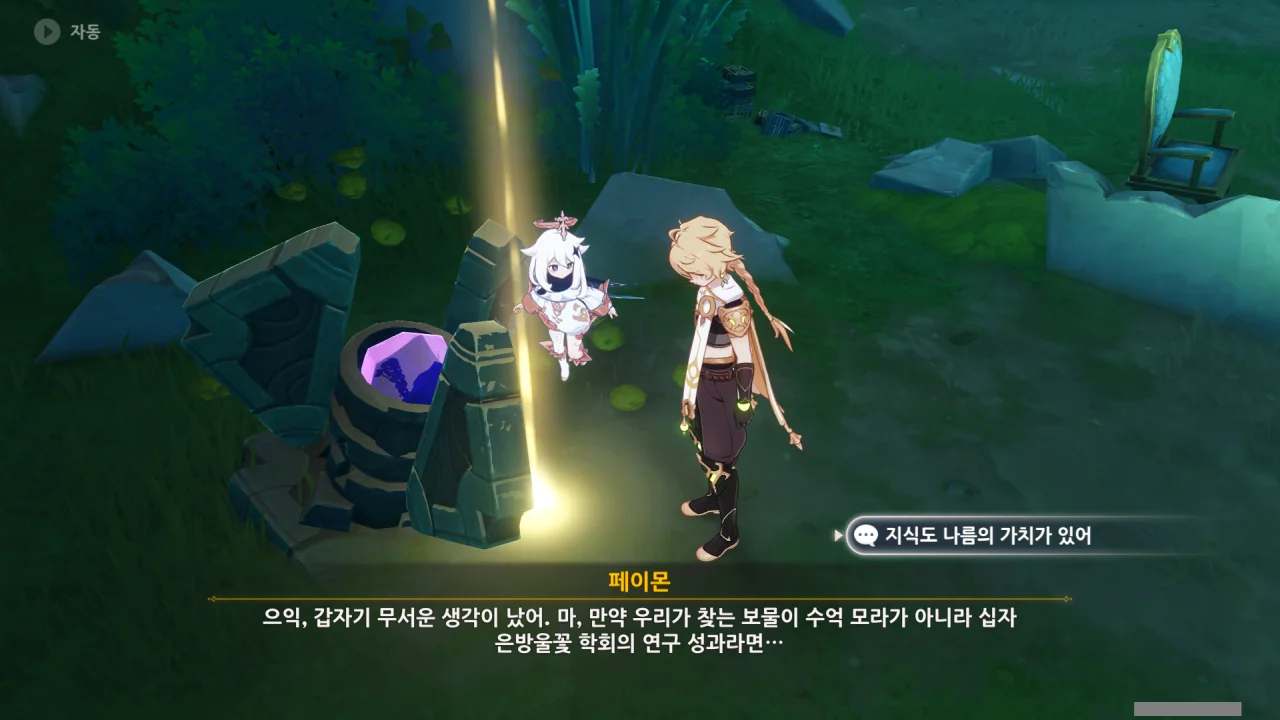 자동
지식도 나름의 가치가 있어
페이몬
으익, 갑자기 무서운 생각이 났어. 마, 만약 우리가 찾는 보물이 수억 모라가 아니라 십자
은방울꽃 학회의 연구 성과라면…